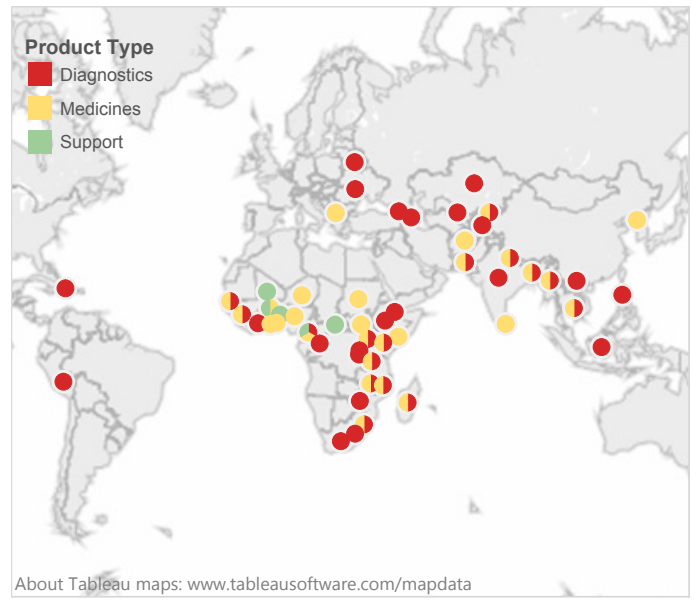 Product Type
Diagnostics
Medicines
Support
About Tableau maps: www.tableausoftware.com/mapdata